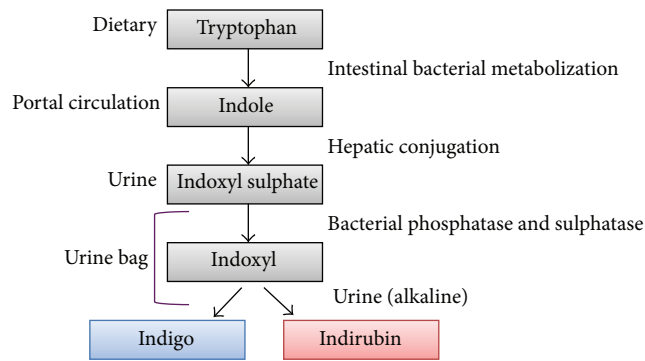 Dietary
Tryptophan
Intestinal bacterial metabolization
Portal circulation
Indole
Hepatic conjugation
Urine
Indoxyl sulphate
Bacterial phosphatase and sulphatase
Urine bag
Indoxyl
Urine (alkaline)
Indigo
Indirubin